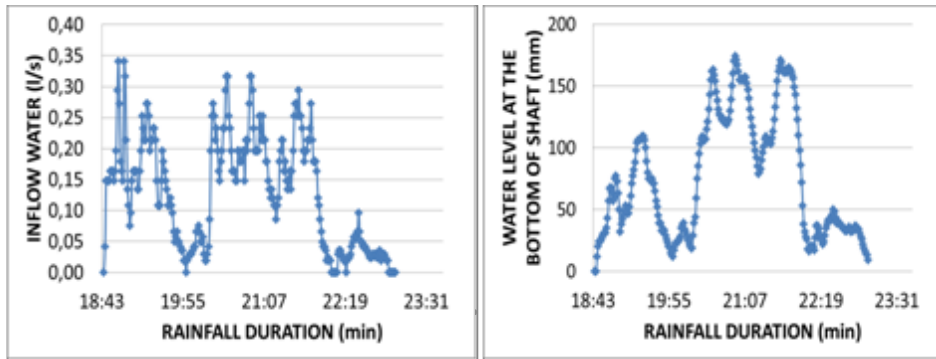 0,40
0,35
0,30
0,25
0,20
0,15
0,10
0,05
0,00
INFLOW WATER (l/s)
18:43 19:55 21:07 22:19 23:31
RAINFALL DURATION (min)
200
150
100
50
0
WATER LEVEL AT THE
BOTTOM OF SHAFT (mm)
18:43 19:55 21:07 22:19 23:31
RAINFALL DURATION (min)